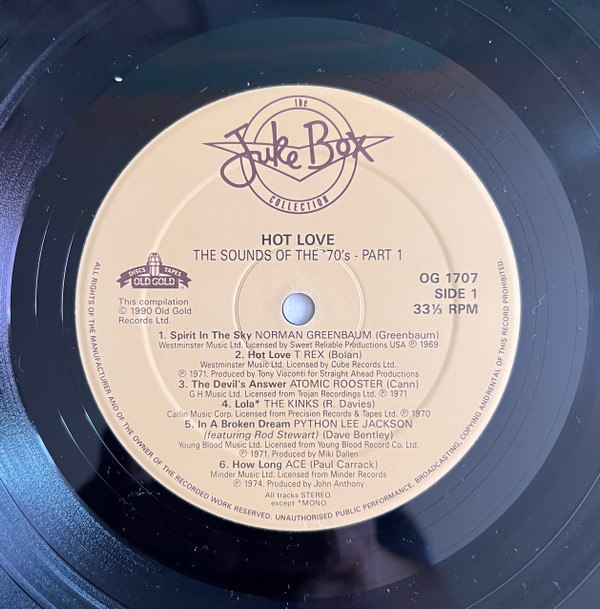 the
Juke Box
COLLECTION
HOT LOVE
THE SOUNDS OF THE '70's - PART 1
DISCS TAPES
OLD GOLD
This compilation
© 1990 Old Gold
Records Ltd.
OG 1707
SIDE 1
33⅓ RPM
1. Spirit In The Sky NORMAN GREENBAUM (Greenbaum)
Westminster Music Ltd. Licensed by Sweet Reliable Productions USA ℗ 1969
2. Hot Love T REX (Bolan)
Westminster Music Ltd. Licensed by Cube Records Ltd.
℗ 1971. Produced by Tony Visconti for Straight Ahead Productions
3. The Devil's Answer ATOMIC ROOSTER (Cann)
G H Music Ltd. Licensed from Trojan Recordings Ltd. ℗ 1971
4. Lola* THE KINKS (R. Davies)
Carlin Music Corp. Licensed from Precision Records & Tapes Ltd. ℗ 1970
5. In A Broken Dream PYTHON LEE JACKSON
(featuring Rod Stewart) (Dave Bentley)
Young Blood Music Ltd. Licensed from Young Blood Record Co. Ltd.
℗ 1971. Produced by Miki Dallen
6. How Long ACE (Paul Carrack)
Minder Music Ltd. Licensed from Minder Records
℗ 1974. Produced by John Anthony
All tracks STEREO.
except *MONO
ALL RIGHTS OF THE MANUFACTURER AND OF THE OWNER OF THE RECORDED WORK RESERVED. UNAUTHORISED PUBLIC PERFORMANCE, BROADCASTING, COPYING AND RENTAL OF THIS RECORD PROHIBITED.